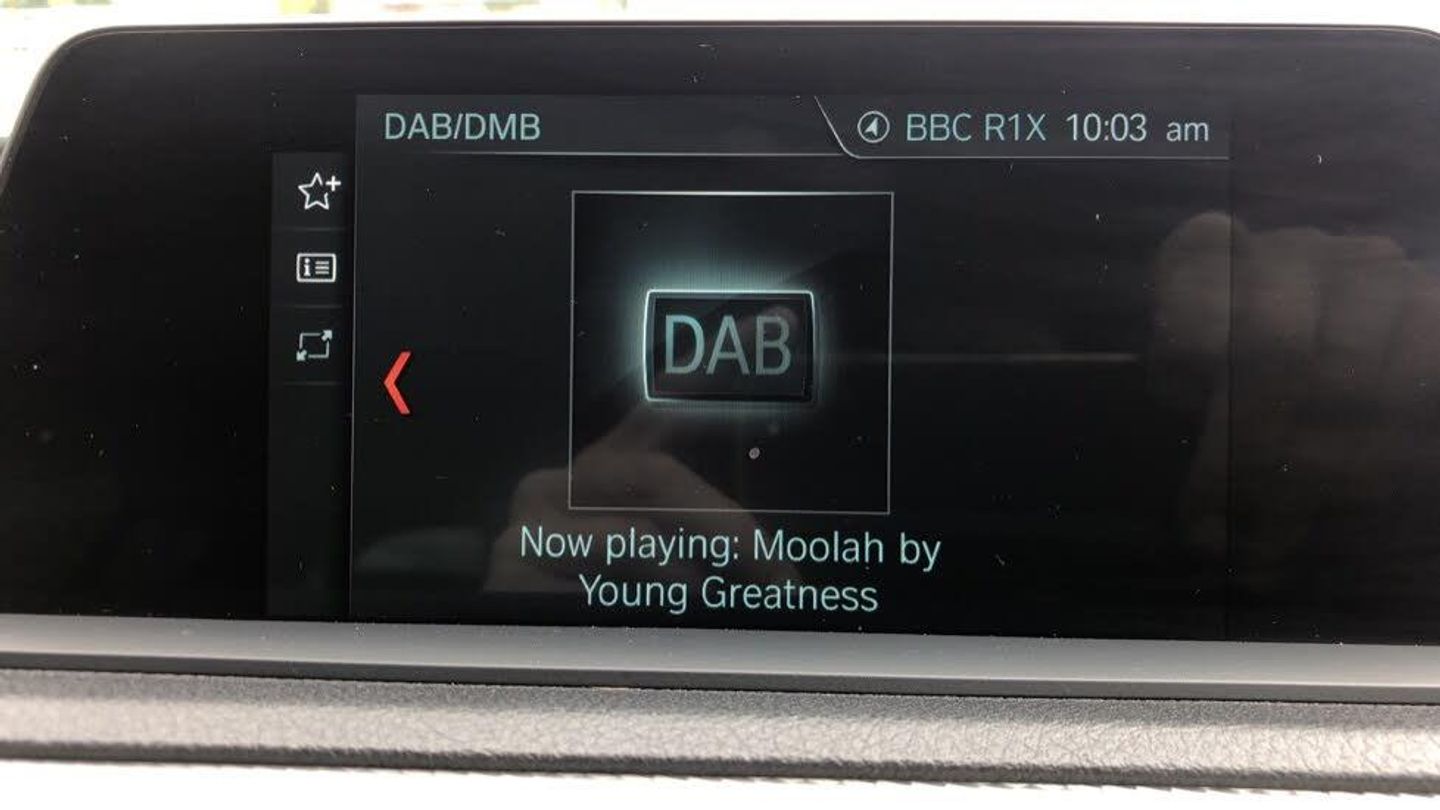 DAB/DMB
BBC R1X 10:03 am
DAB
Now playing: Moolah by
Young Greatness